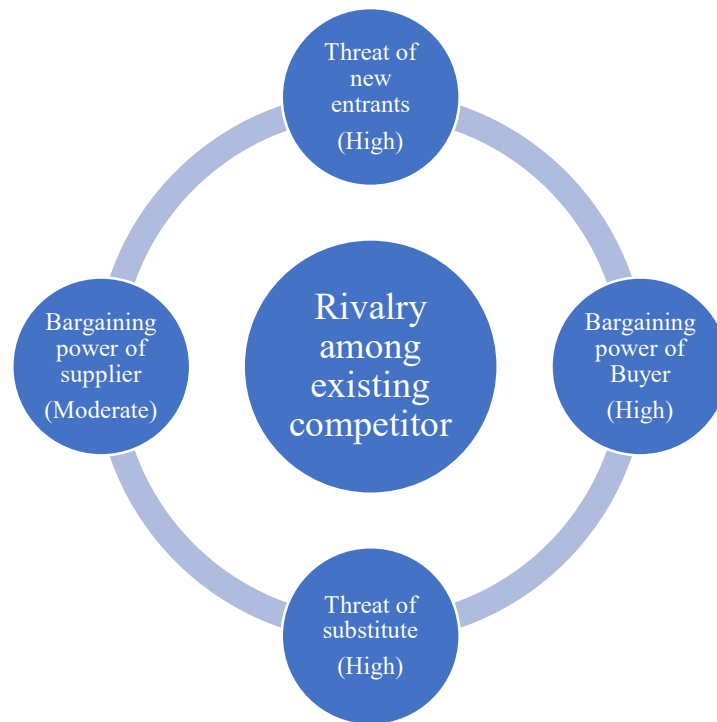 Threat of
new
entrants
(High)
Bargaining
power of
supplier
(Moderate)
Rivalry
among
existing
competitor
Bargaining
power of
Buyer
(High)
Threat of
substitute
(High)